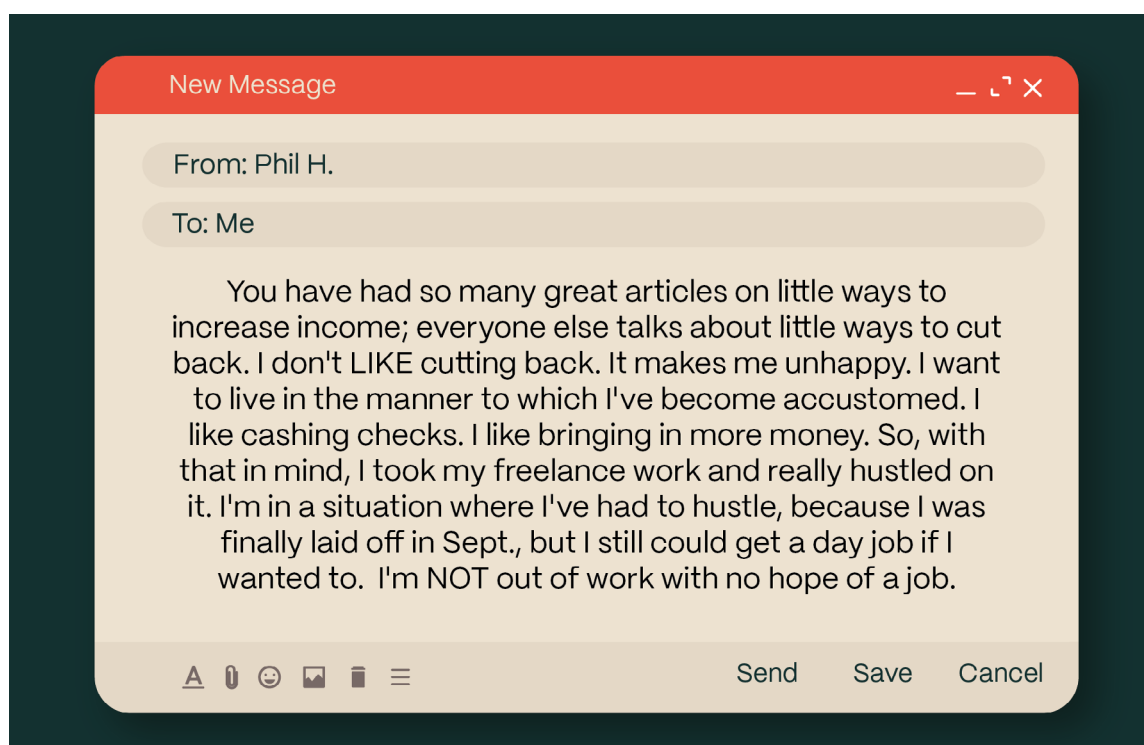 New Message
From: Phil H.
To: Me
You have had so many great articles on little ways to
increase income; everyone else talks about little ways to cut
back. I don't LIKE cutting back. It makes me unhappy. I want
to live in the manner to which I've become accustomed. I
like cashing checks. I like bringing in more money. So, with
that in mind, I took my freelance work and really hustled on
it. I'm in a situation where I've had to hustle, because I was
finally laid off in Sept., but I still could get a day job if I
wanted to.  I'm NOT out of work with no hope of a job.
A
Send Save Cancel